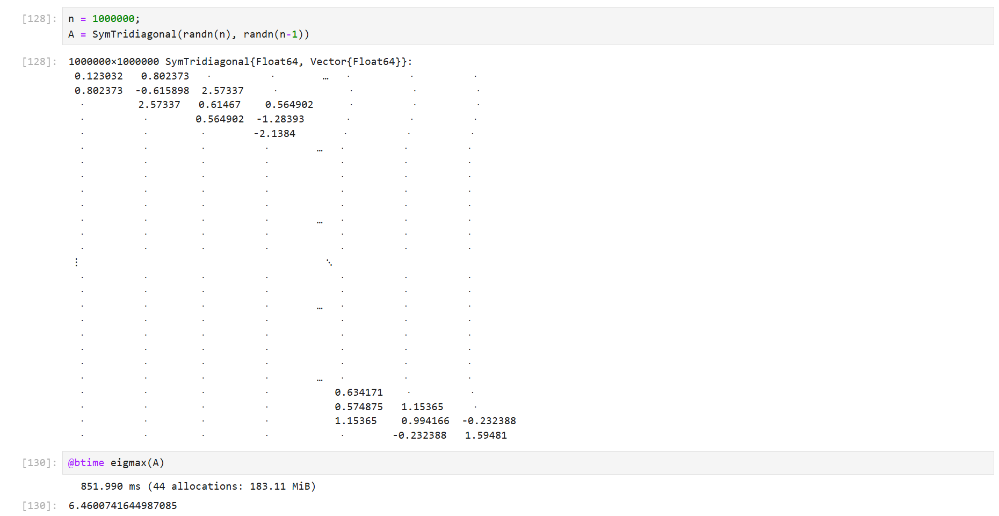 [128]: n = 1000000;
A = SymTridiagonal(randn(n), randn(n-1))
[128]: 1000000×1000000 SymTridiagonal{Float64, Vector{Float64}}:
0.123032 0.802373 ⋅ ⋅ … ⋅ ⋅ ⋅
0.802373 -0.615898 2.57337 ⋅ ⋅ ⋅ ⋅
⋅ 2.57337 0.61467 0.564902 ⋅ ⋅ ⋅
⋅ ⋅ 0.564902 -1.28393 ⋅ ⋅ ⋅
⋅ ⋅ ⋅ -2.1384 ⋅ ⋅ ⋅
⋅ ⋅ ⋅ ⋅ … ⋅ ⋅ ⋅
⋅ ⋅ ⋅ ⋅ ⋅ ⋅ ⋅
⋅ ⋅ ⋅ ⋅ ⋅ ⋅ ⋅
⋅ ⋅ ⋅ ⋅ ⋅ ⋅ ⋅
⋅ ⋅ ⋅ ⋅ ⋅ ⋅ ⋅
⋅ ⋅ ⋅ ⋅ … ⋅ ⋅ ⋅
⋅ ⋅ ⋅ ⋅ ⋅ ⋅ ⋅
⋅ ⋅ ⋅ ⋅ ⋅ ⋅ ⋅
⋮ ⋱
⋅ ⋅ ⋅ ⋅ ⋅ ⋅ ⋅
⋅ ⋅ ⋅ ⋅ ⋅ ⋅ ⋅
⋅ ⋅ ⋅ ⋅ … ⋅ ⋅ ⋅
⋅ ⋅ ⋅ ⋅ ⋅ ⋅ ⋅
⋅ ⋅ ⋅ ⋅ ⋅ ⋅ ⋅
⋅ ⋅ ⋅ ⋅ ⋅ ⋅ ⋅
⋅ ⋅ ⋅ ⋅ ⋅ ⋅ ⋅
⋅ ⋅ ⋅ ⋅ … ⋅ ⋅ ⋅
⋅ ⋅ ⋅ ⋅ 0.634171 ⋅ ⋅
⋅ ⋅ ⋅ ⋅ 0.574875 1.15365 ⋅
⋅ ⋅ ⋅ ⋅ 1.15365 0.994166 -0.232388
⋅ ⋅ ⋅ ⋅ ⋅ -0.232388 1.59481
[130]: @btime eigmax(A)
851.990 ms (44 allocations: 183.11 MiB)
[130]: 6.4600741644987085